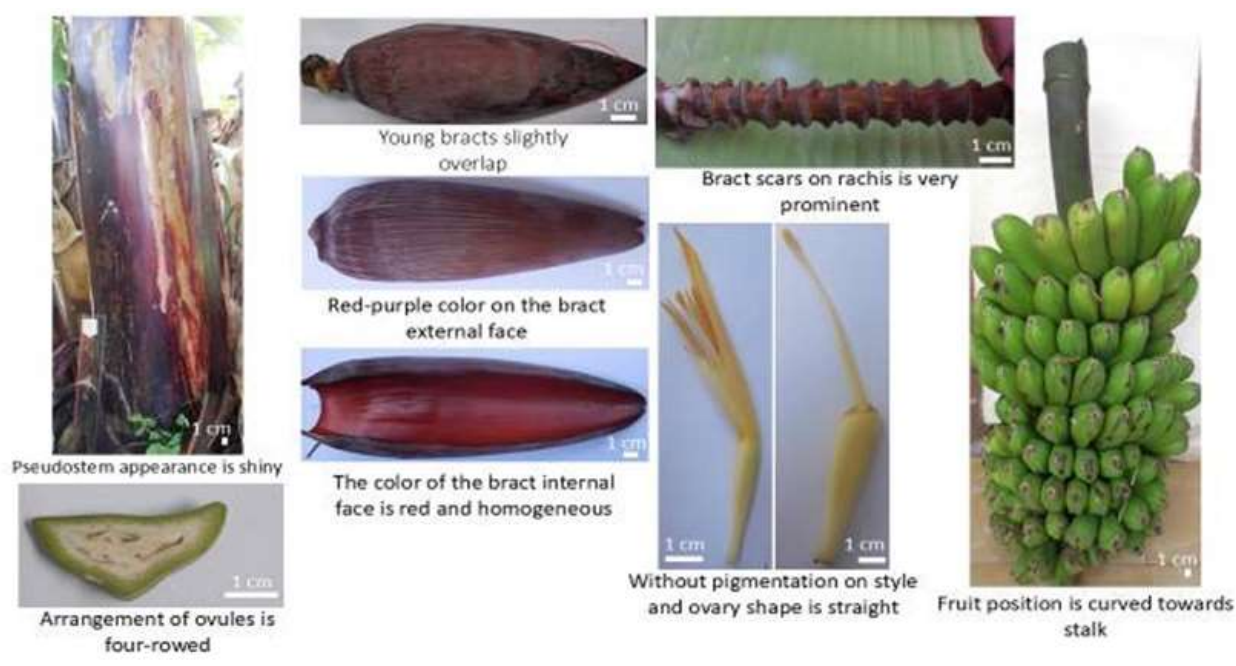 1 cm
Pseudostem appearance is shiny
1 cm
Arrangement of ovules is
four-rowed
1 cm
Young bracts slightly
overlap
1 cm
Red-purple color on the bract
external face
1 cm
The color of the bract internal
face is red and homogeneous
1 cm
Bract scars on rachis is very
prominent
1 cm
1 cm
Without pigmentation on style
and ovary shape is straight
1 cm
Fruit position is curved towards
stalk